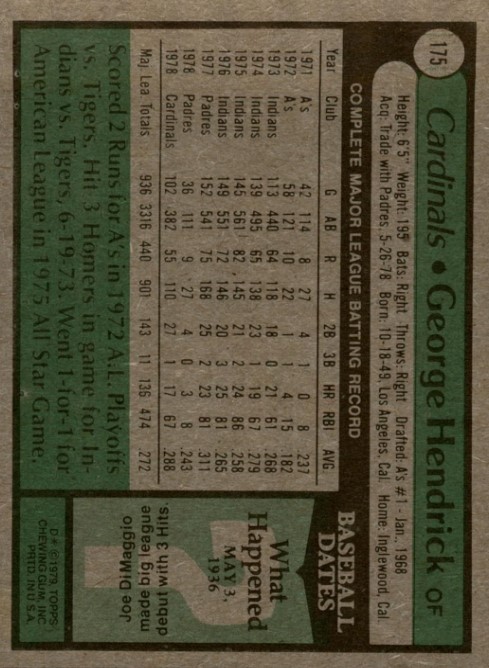 175
Cardinals • George Hendrick OF
Height: 6'5" Weight: 195 Bats: Right Throws: Right Drafted: A's #1 - Jan., 1968
Acq: Trade with Padres, 5-26-78 Born: 10-18-49, Los Angeles, Cal. Home: Inglewood, Cal.
COMPLETE MAJOR LEAGUE BATTING RECORD
Year Club G AB R H 2B 3B HR RBI AVG
1971 A's 42 114 8 27 4 1 0 8 .237
1972 A's 58 121 10 22 1 1 4 15 .182
1973 Indians 113 440 64 118 18 0 21 61 .268
1974 Indians 139 495 65 138 23 1 19 67 .279
1975 Indians 145 561 82 145 21 2 24 86 .258
1976 Indians 149 551 72 146 20 3 25 81 .265
1977 Padres 152 541 75 168 25 2 23 81 .311
1978 Padres 36 111 9 27 4 0 3 8 .243
1978 Cardinals 102 382 55 110 27 1 17 67 .288
Maj. Lea. Totals 936 3316 440 901 143 11 136 474 .272
Scored 2 Runs for A's in 1972 A.L. Playoffs
vs. Tigers. Hit 3 Homers in game for In-
dians vs. Tigers, 6-19-73. Went 1-for-1 for
American League in 1975 All Star Game.
BASEBALL
DATES
What
Happened
MAY 3,
1936
Joe DiMaggio
made big league
debut with 3 Hits
D* © 1979 TOPPS
CHEWING GUM, INC.
PRTD. IN U.S.A.